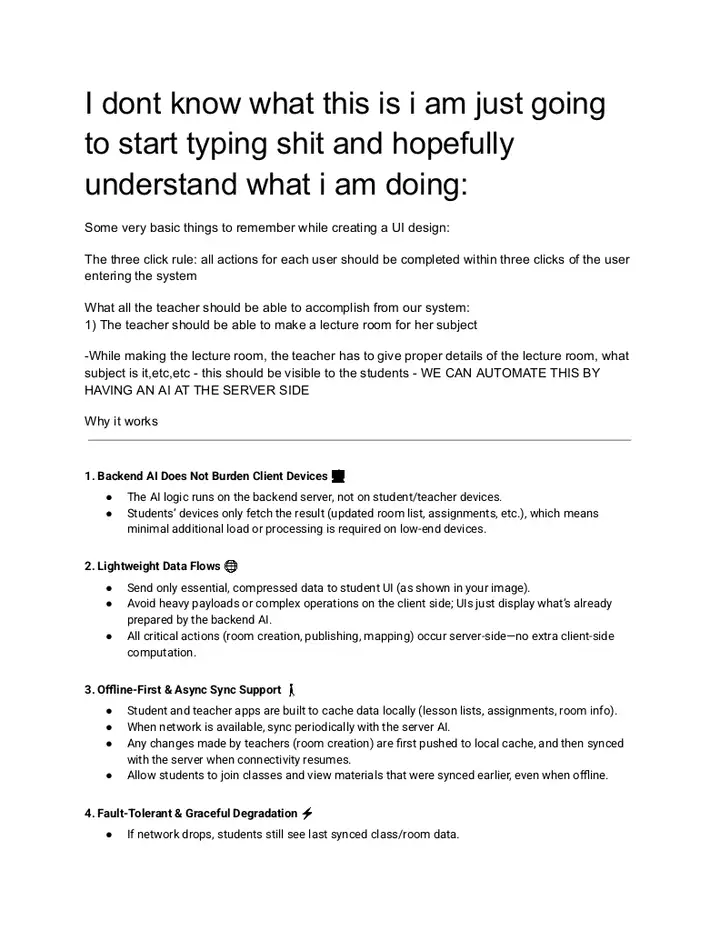 I dont know what this is i am just going
to start typing shit and hopefully
understand what i am doing:
Some very basic things to remember while creating a UI design:
The three click rule: all actions for each user should be completed within three clicks of the user
entering the system
What all the teacher should be able to accomplish from our system:
1) The teacher should be able to make a lecture room for her subject
-While making the lecture room, the teacher has to give proper details of the lecture room, what
subject is it,etc,etc - this should be visible to the students - WE CAN AUTOMATE THIS BY
HAVING AN AI AT THE SERVER SIDE
Why it works
1. Backend AI Does Not Burden Client Devices
● The AI logic runs on the backend server, not on student/teacher devices.
● Students' devices only fetch the result (updated room list, assignments, etc.), which means
minimal additional load or processing is required on low-end devices.
2. Lightweight Data Flows 🌐
● Send only essential, compressed data to student UI (as shown in your image).
● Avoid heavy payloads or complex operations on the client side; UIs just display what's already
prepared by the backend AI.
● All critical actions (room creation, publishing, mapping) occur server-side—no extra client-side
computation.
3. Offline-First & Async Sync Support 🚶
● Student and teacher apps are built to cache data locally (lesson lists, assignments, room info).
● When network is available, sync periodically with the server AI.
● Any changes made by teachers (room creation) are first pushed to local cache, and then synced
with the server when connectivity resumes.
● Allow students to join classes and view materials that were synced earlier, even when offline.
4. Fault-Tolerant & Graceful Degradation ⚡
● If network drops, students still see last synced class/room data.